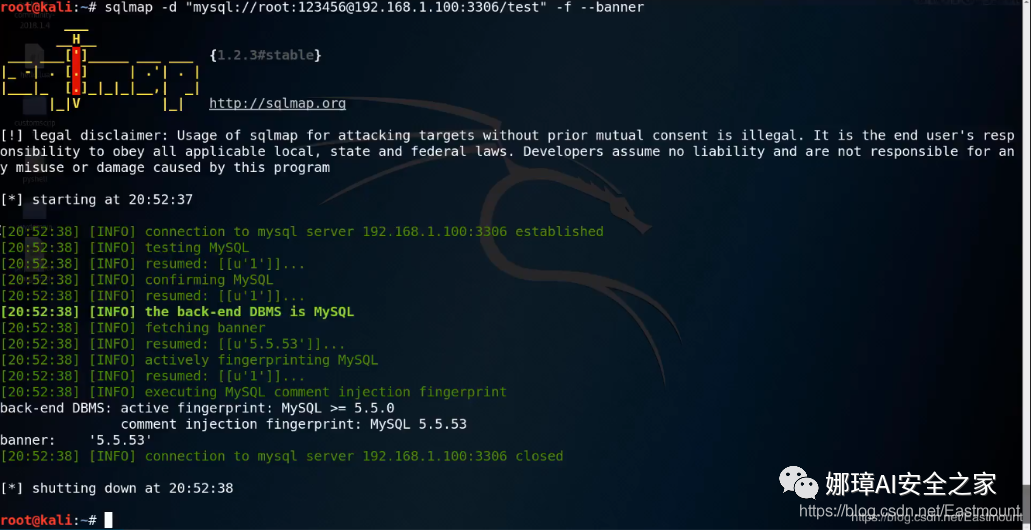 root@kali:~# sqlmap -d "mysql://root:123456@192.168.1.100:3306/test" -f --banner
{1.2.3#stable}
http://sqlmap.org
[!] legal disclaimer: Usage of sqlmap for attacking targets without prior mutual consent is illegal. It is the end user's resp
onsibility to obey all applicable local, state and federal laws. Developers assume no liability and are not responsible for an
y misuse or damage caused by this program
[*] starting at 20:52:37
[20:52:38] [INFO] connection to mysql server 192.168.1.100:3306 established
[20:52:38] [INFO] testing MySQL
[20:52:38] [INFO] resumed: [[u'1']]...
[20:52:38] [INFO] confirming MySQL
[20:52:38] [INFO] resumed: [[u'1']]...
[20:52:38] [INFO] the back-end DBMS is MySQL
[20:52:38] [INFO] fetching banner
[20:52:38] [INFO] resumed: [[u'5.5.53']]...
[20:52:38] [INFO] actively fingerprinting MySQL
[20:52:38] [INFO] resumed: [[u'1']]...
[20:52:38] [INFO] executing MySQL comment injection fingerprint
back-end DBMS: active fingerprint: MySQL >= 5.5.0
comment injection fingerprint: MySQL 5.5.53
banner: '5.5.53'
[20:52:38] [INFO] connection to mysql server 192.168.1.100:3306 closed
[*] shutting down at 20:52:38
root@kali:~#
娜璋AI安全之家
https://blog.csdn.net/Eastmount
https://blog.csdn.net/Eastmount